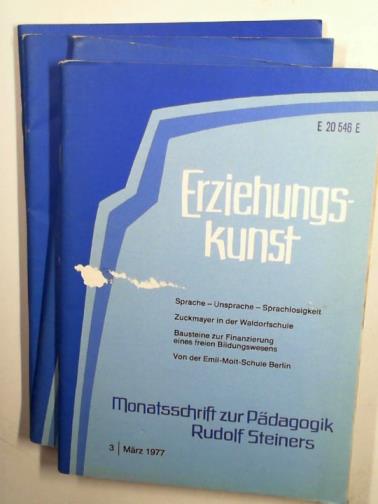 E 20 546 E
Erziehungs-
kunst
Sprache – Unsprache – Sprachlosigkeit
Zuckmayer in der Waldorfschule
Bausteine zur Finanzierung
eines freien Bildungswesens
Von der Emil-Molt-Schule Berlin
Monatsschrift zur Pädagogik
Rudolf Steiners
3 | März 1977